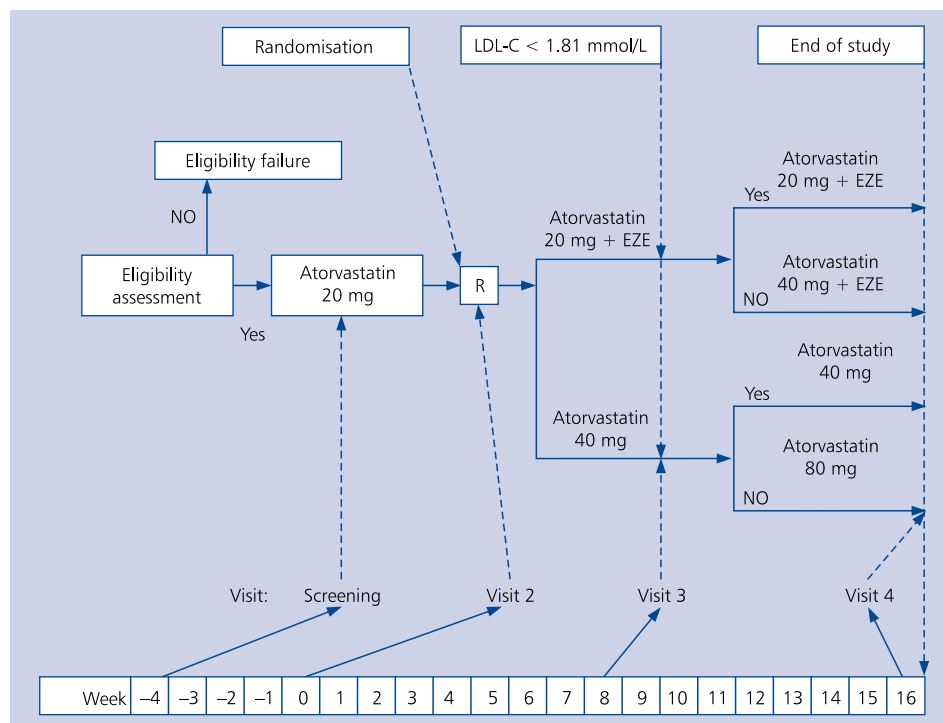 Randomisation
LDL-C < 1.81 mmol/L
End of study
Eligibility failure
NO
Eligibility
assessment
Yes
Atorvastatin
20 mg
R
Atorvastatin
20 mg + EZE
Atorvastatin
40 mg
Atorvastatin
20 mg + EZE
Yes
Atorvastatin
40 mg + EZE
NO
Atorvastatin
40 mg
Yes
Atorvastatin
80 mg
NO
Visit: Screening Visit 2 Visit 3 Visit 4
Week –4 –3 –2 –1 0 1 2 3 4 5 6 7 8 9 10 11 12 13 14 15 16